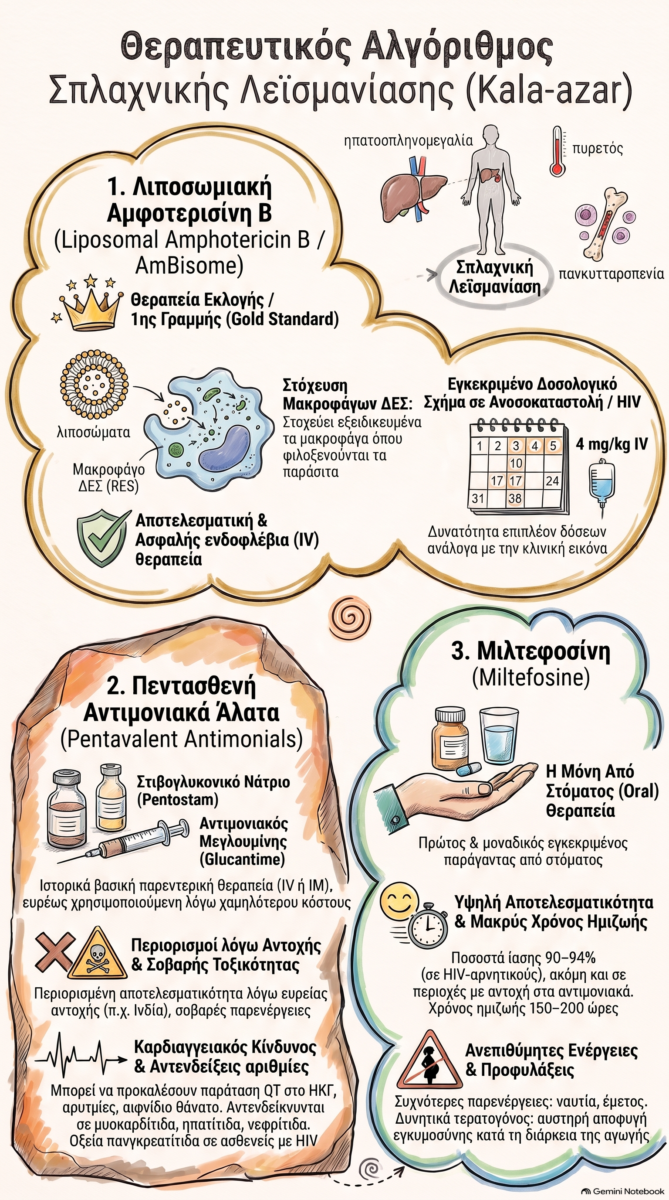 Θεραπευτικός Αλγόριθμος
Σπλαχνικής Λεϊσμανίασης (Kala-azar)
ηπατοοπληνομεγαλία
πυρετός
πανκυτταροπενία
Σπλαχνική
Λεϊσμανίαση
1. Λιποσωμιακή
Αμφοτερισίνη Β
(Liposomal Amphotericin B /
AmBisome)
Θεραπεία Εκλογής /
1ης Γραμμής (Gold Standard)
λιποσώματα
Μακροφάγο
ΔΕΣ (RES)
Στόχευση
Μακροφάγων ΔΕΣ:
Στοχεύει εξειδικευμένα
τα μακροφάγα όπου
φιλοξενούνται τα
παράσιτα
Αποτελεσματική &
Ασφαλής ενδοφλέβια (IV)
θεραπεία
Εγκεκριμένο Δοσολογικό
Σχήμα σε Ανοσοκαταστολή / HIV
1 2 3 4 5
10
17 17 24
31 38
4 mg/kg IV
Δυνατότητα επιπλέον δόσεων
ανάλογα με την κλινική εικόνα
2. Πεντασθενή
Αντιμονιακά Άλατα
(Pentavalent Antimonials)
Στιβογλυκονικό Νάτριο
(Pentostam)
Αντιμονιακός
Μεγλουμίνης
(Glucantime)
Ιστορικά βασική παρεντερική θεραπεία (IV ή IM),
ευρέως χρησιμοποιούμενη λόγω χαμηλότερου κόστους
Περιορισμοί λόγω Αντοχής
& Σοβαρής Τοξικότητας
Περιορισμένη αποτελεσματικότητα λόγω ευρείας
αντοχής (π.χ. Ινδία), σοβαρές παρενέργειες
Καρδιαγγειακός Κίνδυνος
& Αντενδείξεις αριθμίες
Μπορεί να προκαλέσουν παράταση QT στο ΗΚΓ,
αρυτμίες, αιφνίδιο θάνατο. Αντενδείκνυνται
σε μυοκαρδίτιδα, ηπατίτιδα, νεφρίτιδα.
Οξεία πανγκρεατίτιδα σε ασθενείς με HIV
3. Μιλτεφοσίνη
(Miltefosine)
Η Μόνη Από
Στόματος (Oral)
Θεραπεία
Πρώτος & μοναδικός εγκεκριμένος
παράγαντας από στόματος
Υψηλή Αποτελεσματικότητα
& Μακρύς Χρόνος Ημιζωής
Ποσοστά ίασης 90–94%
(σε HIV-αρνητικούς), ακόμη και σε
περιοχές με αντοχή στα αντιμονιακά.
Χρόνος ημιζωής 150–200 ώρες
Ανεπιθύμητες Ενέργειες
& Προφυλάξεις
Συχνότερες παρενέργειες: ναυτία, έμετος.
Δυνητικά τερατογόνος: αυστηρή αποφυγή
εγκυμοσύνης κατά τη διάρκεια της αγωγής
Gemini Notebook